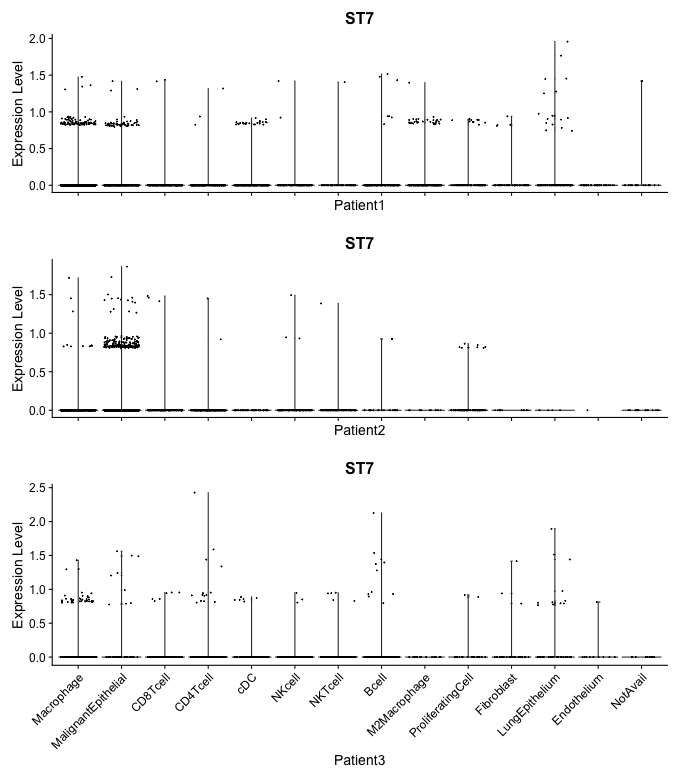 ST7
2.0
1.5
1.0
0.5
0.0
Expression Level
Patient1
ST7
1.5
1.0
0.5
0.0
Expression Level
Patient2
ST7
2.5
2.0
1.5
1.0
0.5
0.0
Expression Level
Macrophage
MalignantEpithelial
CD8Tcell
CD4Tcell
cDC
NKcell
NKTcell
Bcell
M2Macrophage
ProliferatingCell
Fibroblast
LungEpithelium
Endothelium
NotAvail
Patient3